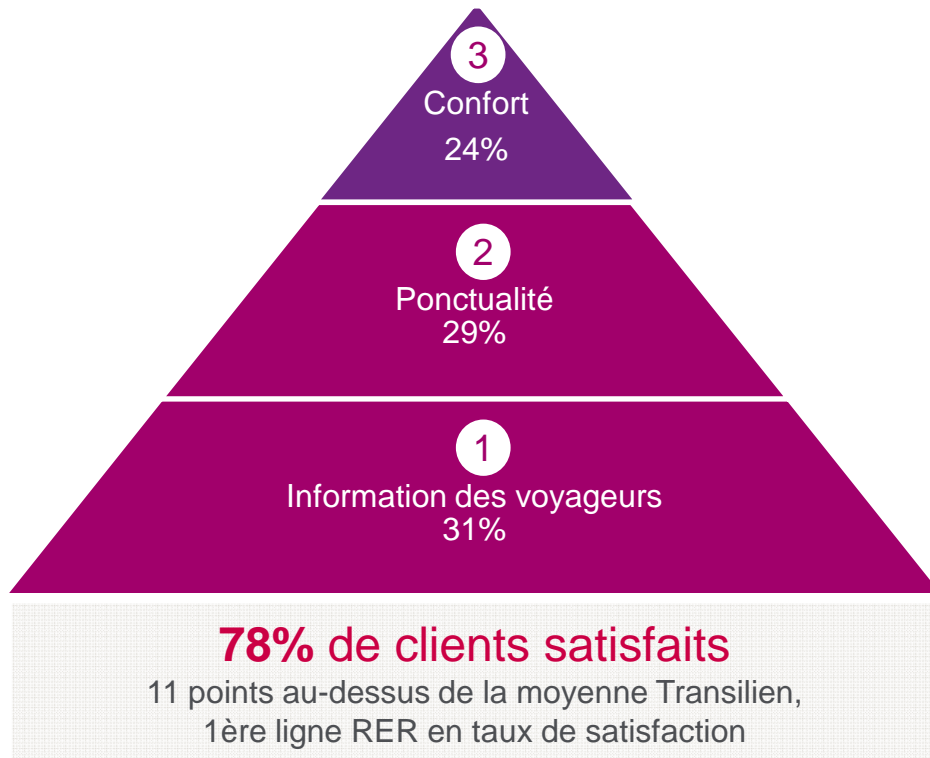 3
Confort
24%
2
Ponctualité
29%
1
Information des voyageurs
31%
78% de clients satisfaits
11 points au-dessus de la moyenne Transilien,
1ère ligne RER en taux de satisfaction